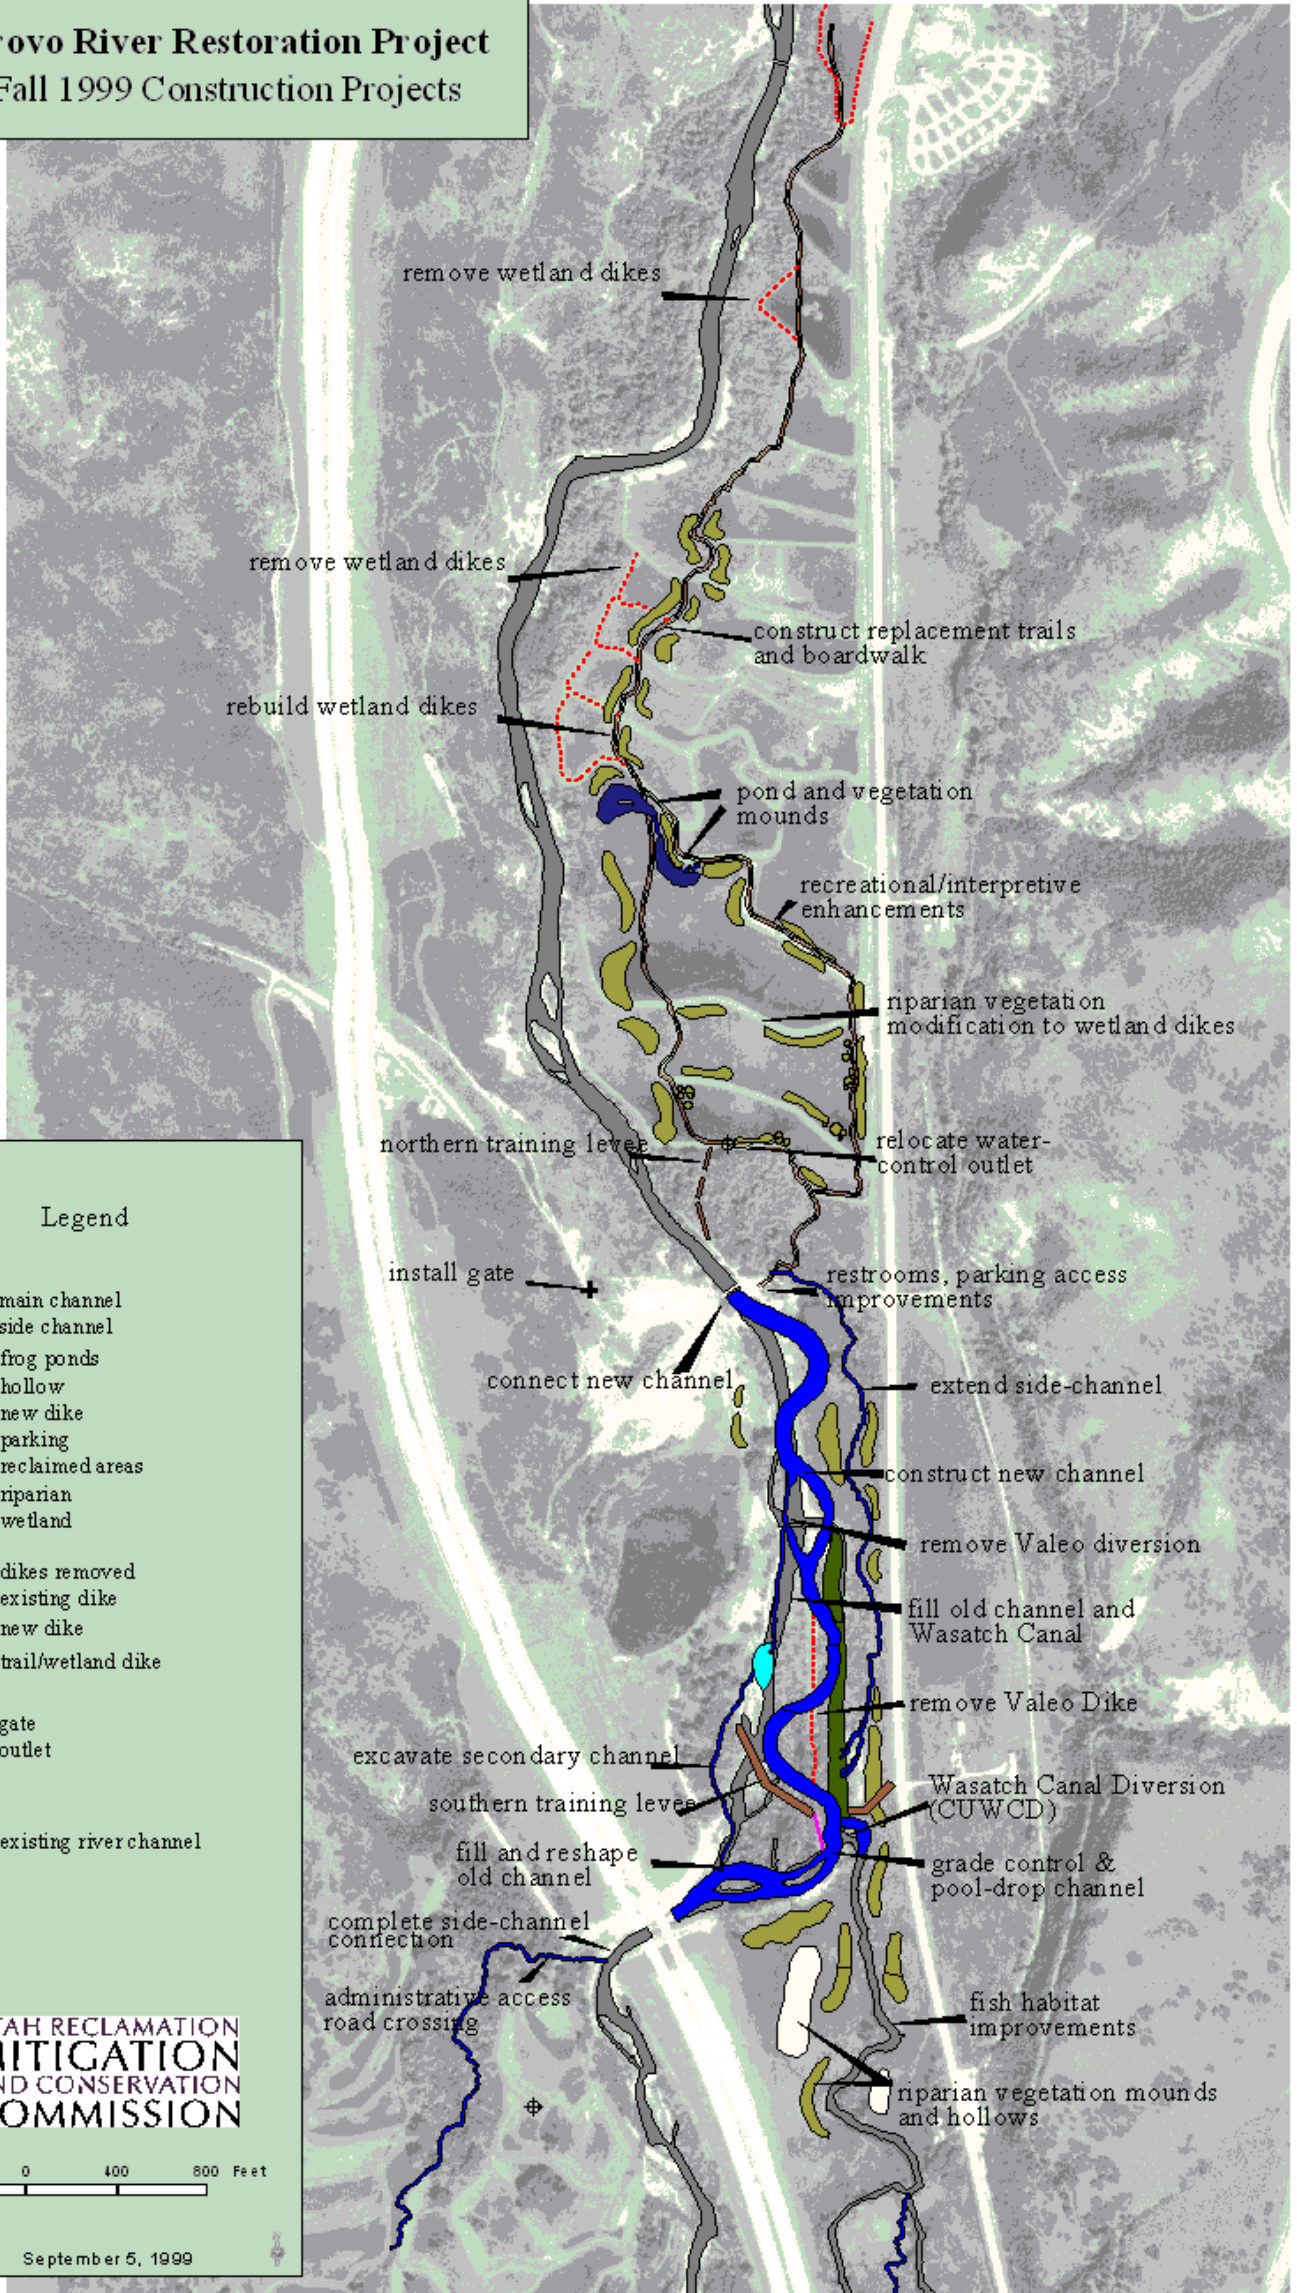 rovo River Restoration Project
Fall 1999 Construction Projects
remove wetland dikes
remove wetland dikes
construct replacement trails
and boardwalk
rebuild wetland dikes
pond and vegetation
mounds
recreational/interpretive
enhancements
riparian vegetation
modification to wetland dikes
northern training levee
relocate water-
control outlet
install gate
restrooms, parking access
improvements
connect new channel
extend side-channel
construct new channel
remove Valeo diversion
fill old channel and
Wasatch Canal
remove Valeo Dike
excavate secondary channel
southern training levee
Wasatch Canal Diversion
(CUWCD)
fill and reshape
old channel
grade control &
pool-drop channel
complete side-channel
connection
administrative access
road crossing
fish habitat
improvements
riparian vegetation mounds
and hollows
Legend
main channel
side channel
frog ponds
hollow
new dike
parking
reclaimed areas
riparian
wetland
dikes removed
existing dike
new dike
trail/wetland dike
gate
outlet
existing river channel
TAH RECLAMATION
MITIGATION
ND CONSERVATION
OMMISSION
0 400 800 Feet
September 5, 1999